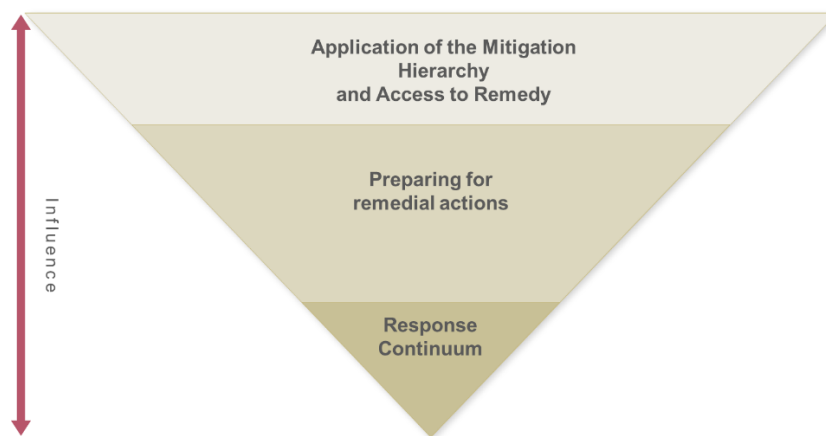 Application of the Mitigation
Hierarchy
and Access to Remedy
Preparing for
remedial actions
Influence
Response
Continuum